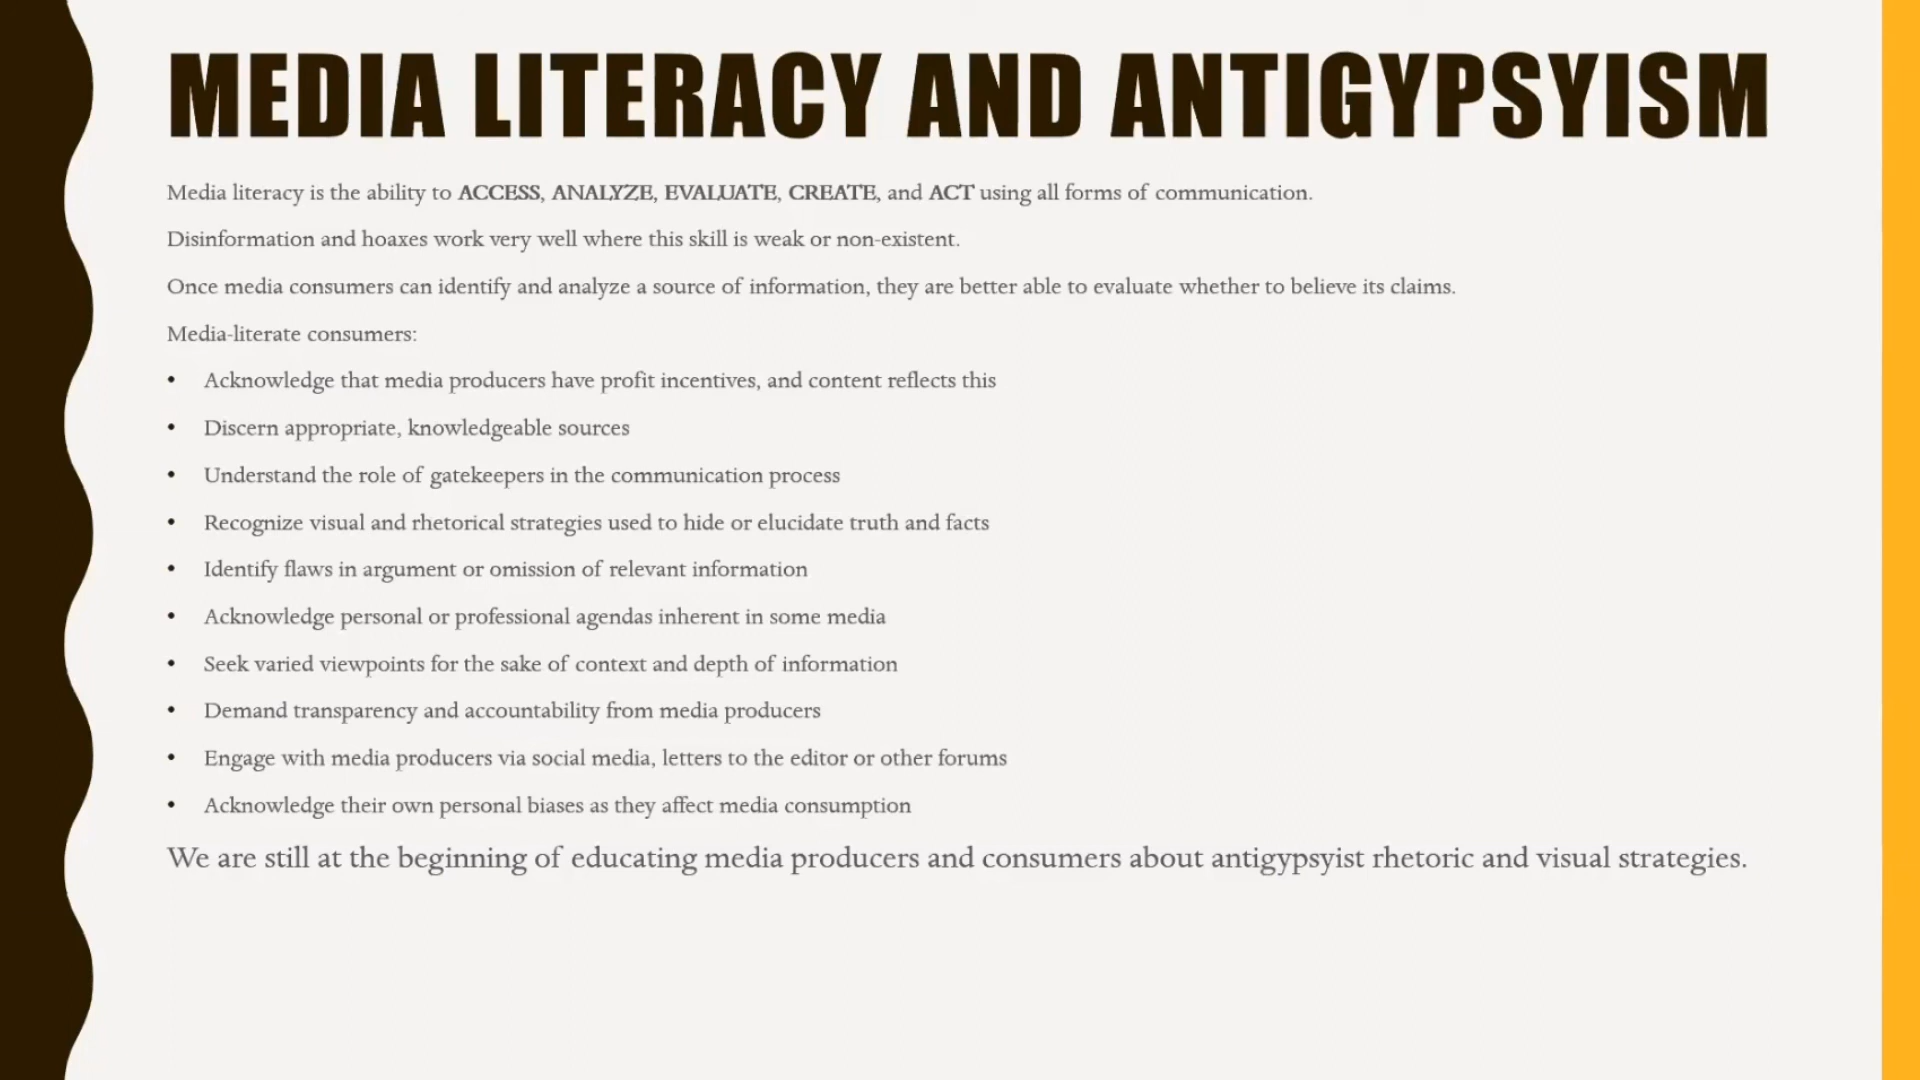 MEDIA LITERACY AND ANTIGYPSYISM
Media literacy is the ability to ACCESS, ANALYZE, EVALUATE, CREATE, and ACT using all forms of communication.
Disinformation and hoaxes work very well where this skill is weak or non-existent.
Once media consumers can identify and analyze a source of information, they are better able to evaluate whether to believe its claims.
Media-literate consumers:
• Acknowledge that media producers have profit incentives, and content reflects this
• Discern appropriate, knowledgeable sources
• Understand the role of gatekeepers in the communication process
• Recognize visual and rhetorical strategies used to hide or elucidate truth and facts
• Identify flaws in argument or omission of relevant information
• Acknowledge personal or professional agendas inherent in some media
• Seek varied viewpoints for the sake of context and depth of information
• Demand transparency and accountability from media producers
• Engage with media producers via social media, letters to the editor or other forums
• Acknowledge their own personal biases as they affect media consumption
We are still at the beginning of educating media producers and consumers about antigypsyist rhetoric and visual strategies.